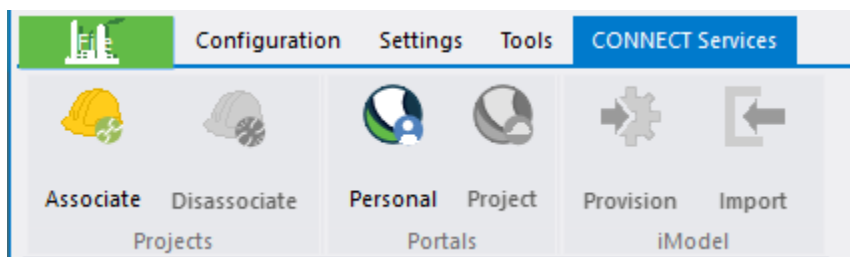 File Configuration Settings Tools CONNECT Services
Associate Disassociate Personal Project Provision Import
Projects Portals iModel